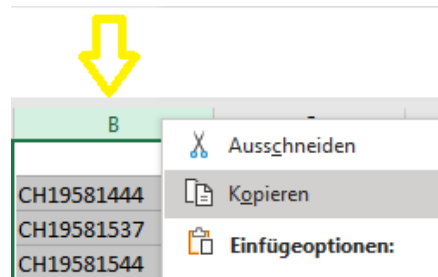 B
Ausschneiden
Kopieren
Einfügeoptionen:
CH19581444
CH19581537
CH19581544